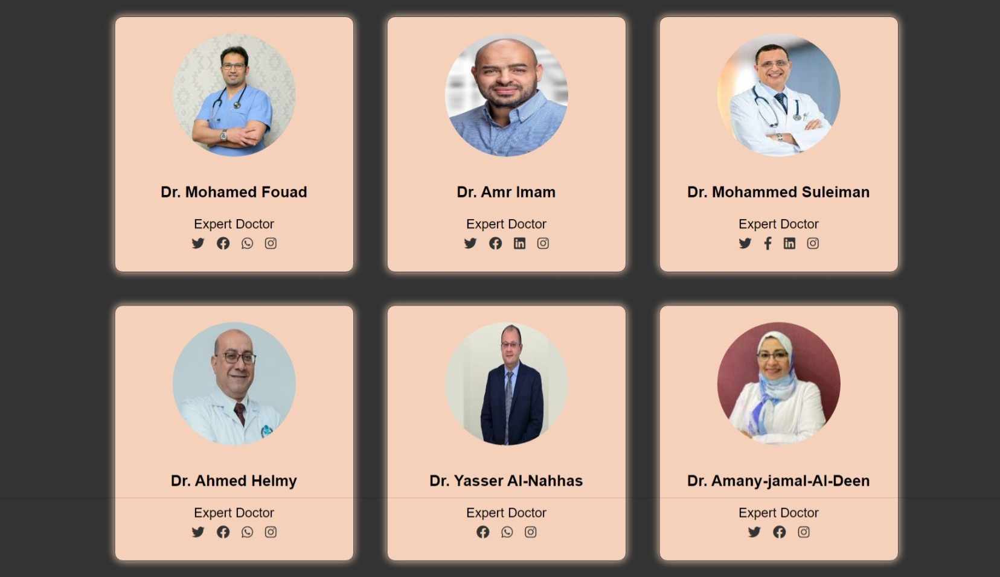 Dr. Mohamed Fouad
Expert Doctor
Dr. Amr Imam
Expert Doctor
Dr. Mohammed Suleiman
Expert Doctor
Dr. Ahmed Helmy
Expert Doctor
Dr. Yasser Al-Nahhas
Expert Doctor
Dr. Amany-jamal-Al-Deen
Expert Doctor